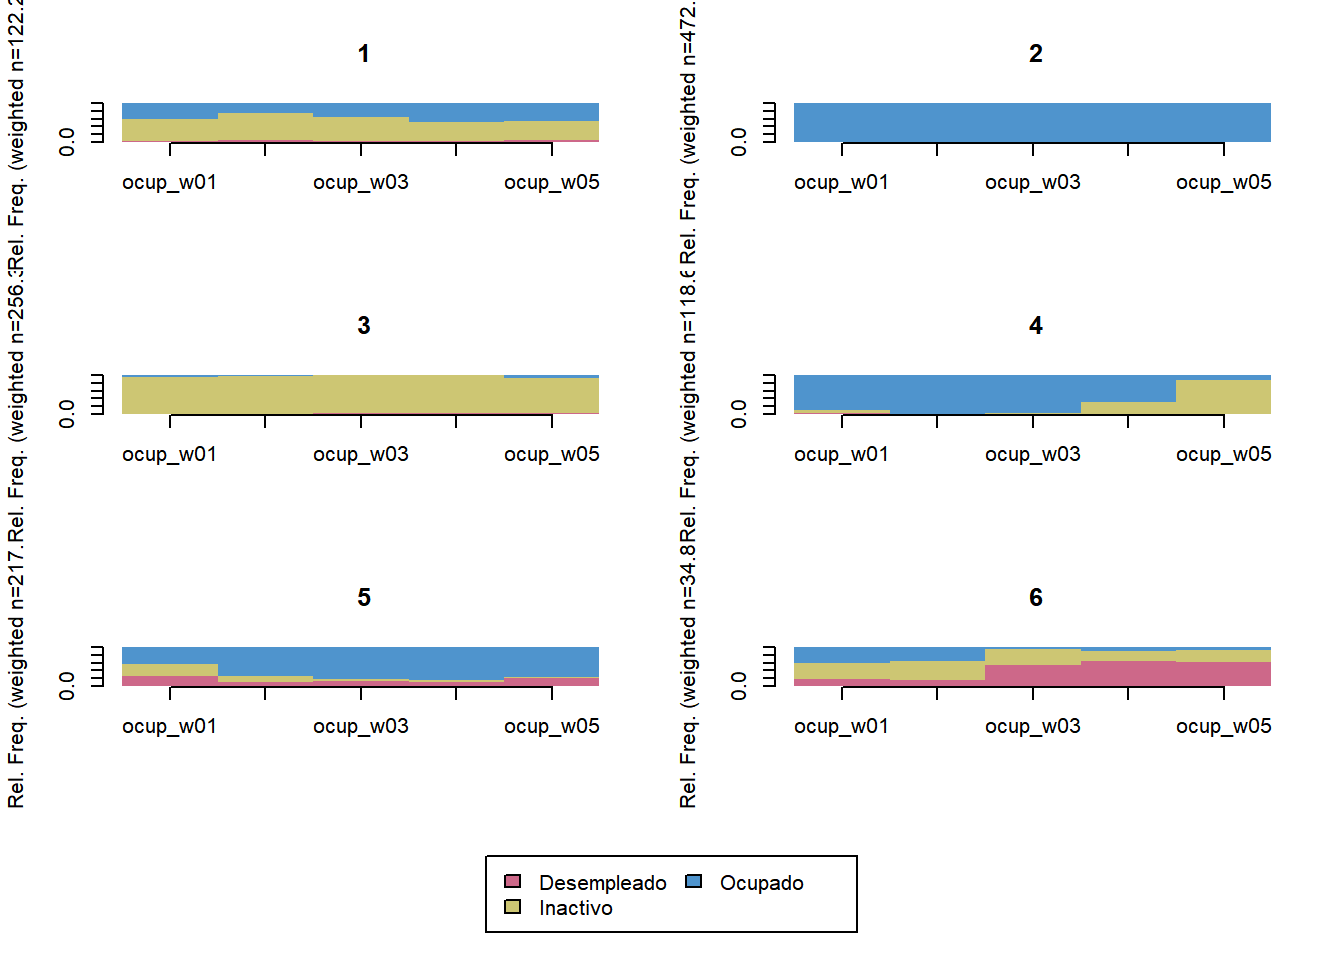 1
Rel. Freq. (weighted n=122.2
0.0
ocup_w01 ocup_w03 ocup_w05
2
Rel. Freq. (weighted n=472.
0.0
ocup_w01 ocup_w03 ocup_w05
3
Rel. Freq. (weighted n=256.
0.0
ocup_w01 ocup_w03 ocup_w05
4
Rel. Freq. (weighted n=118.
0.0
ocup_w01 ocup_w03 ocup_w05
5
Rel. Freq. (weighted n=217.
0.0
ocup_w01 ocup_w03 ocup_w05
6
Rel. Freq. (weighted n=34.8
0.0
ocup_w01 ocup_w03 ocup_w05
Desempleado Ocupado
Inactivo